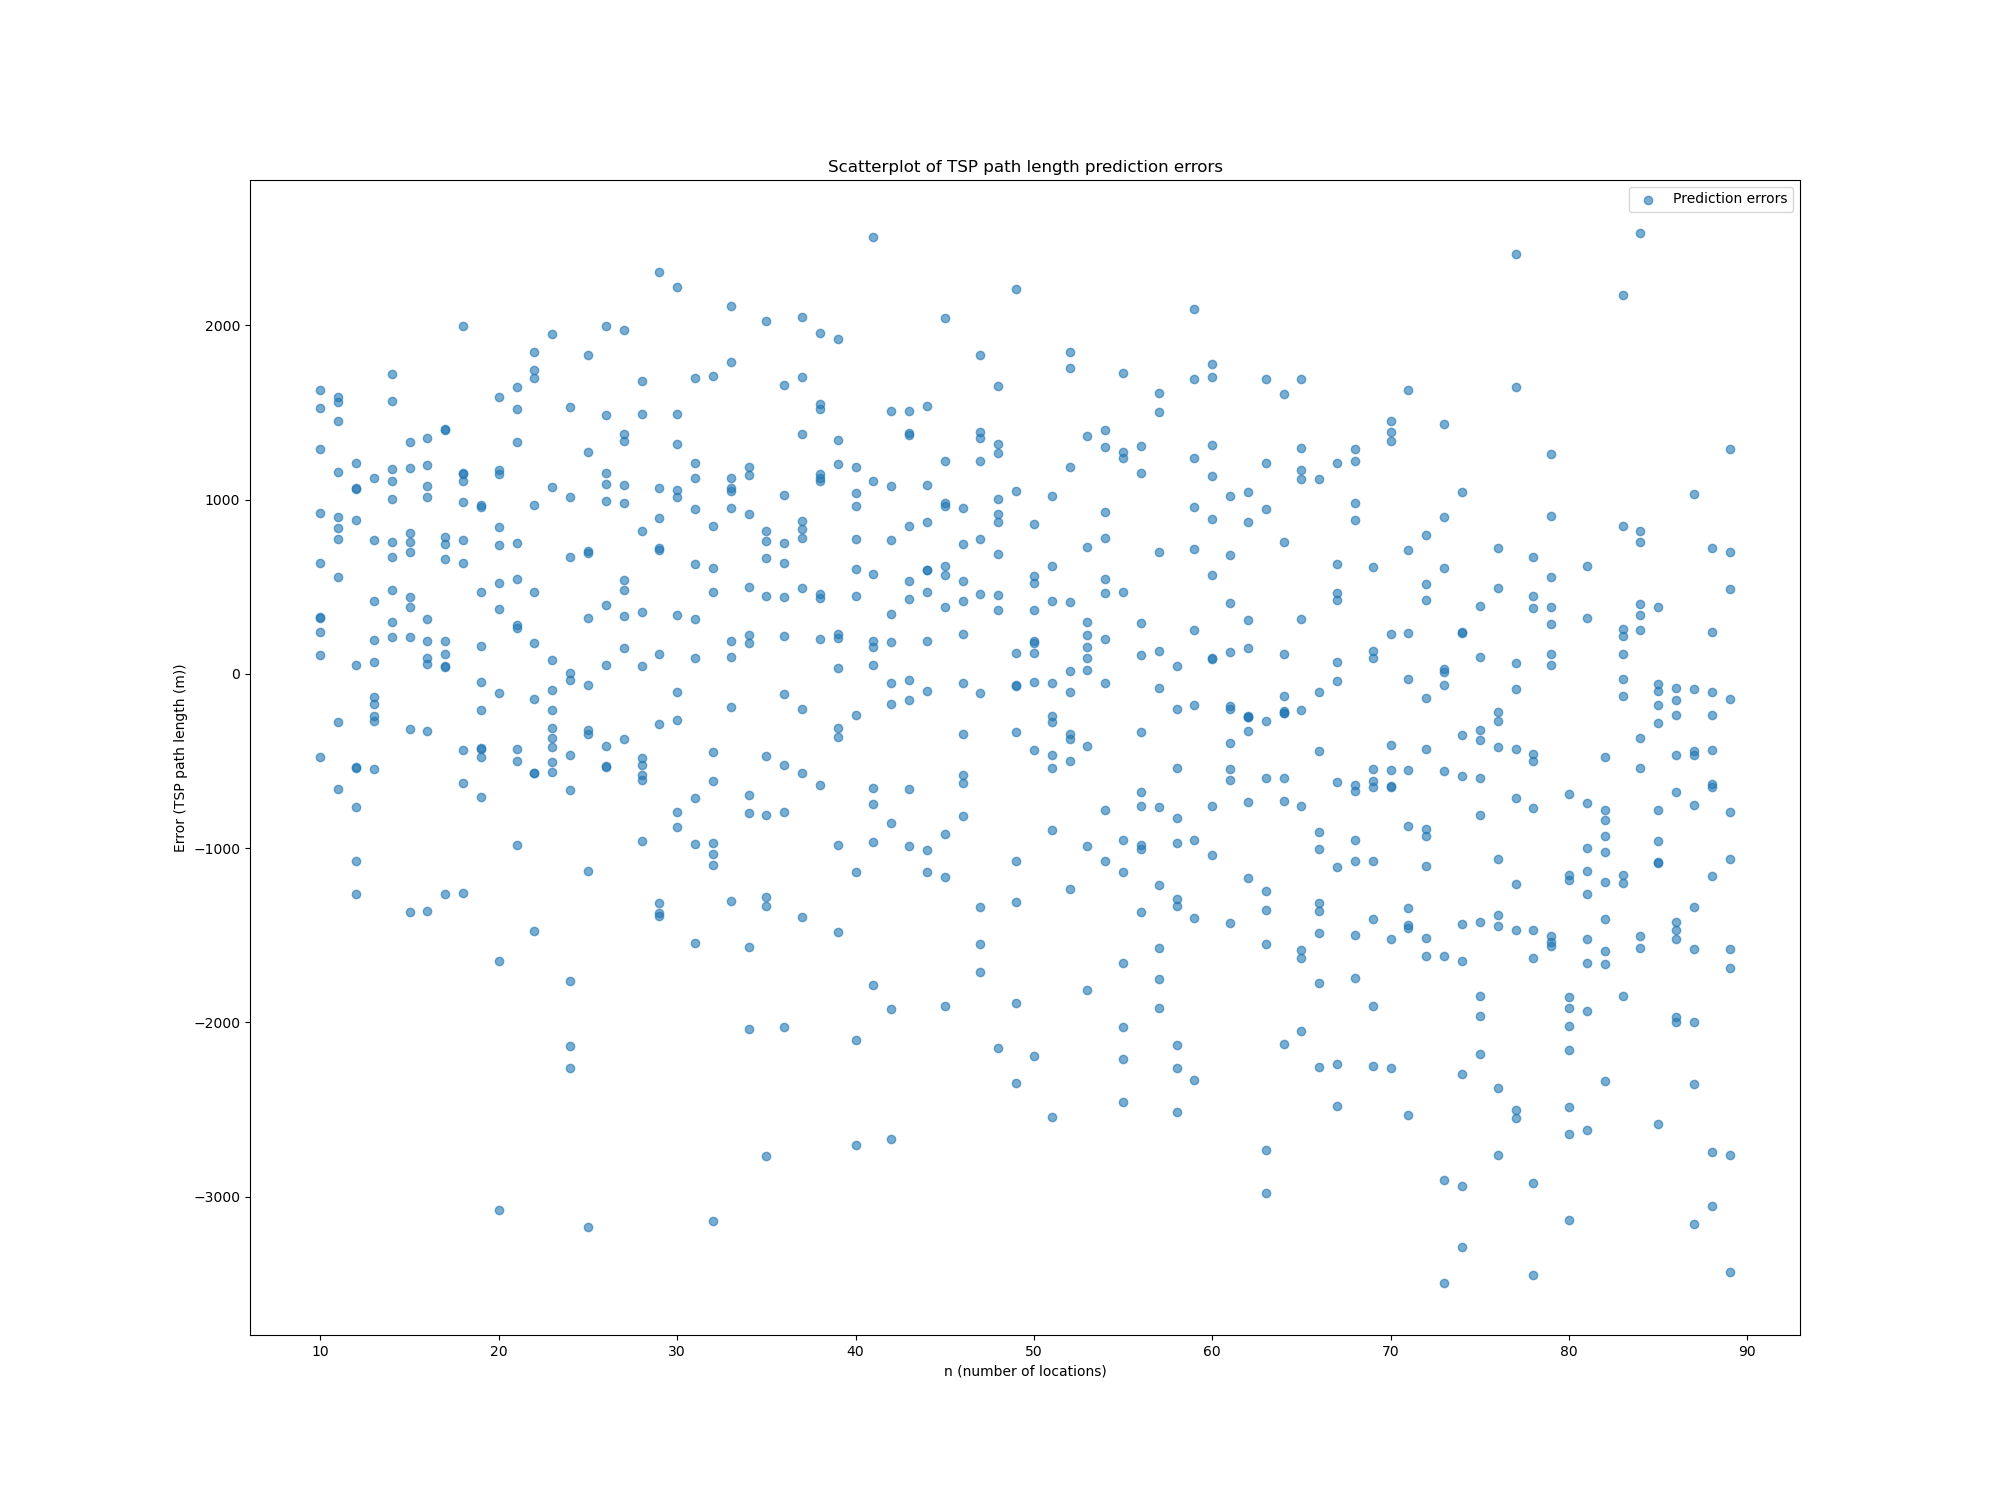 Scatterplot of TSP path length prediction errors
Prediction errors
2000
1000
0
−1000
−2000
−3000
Error (TSP path length (m))
10 20 30 40 50 60 70 80 90
n (number of locations)